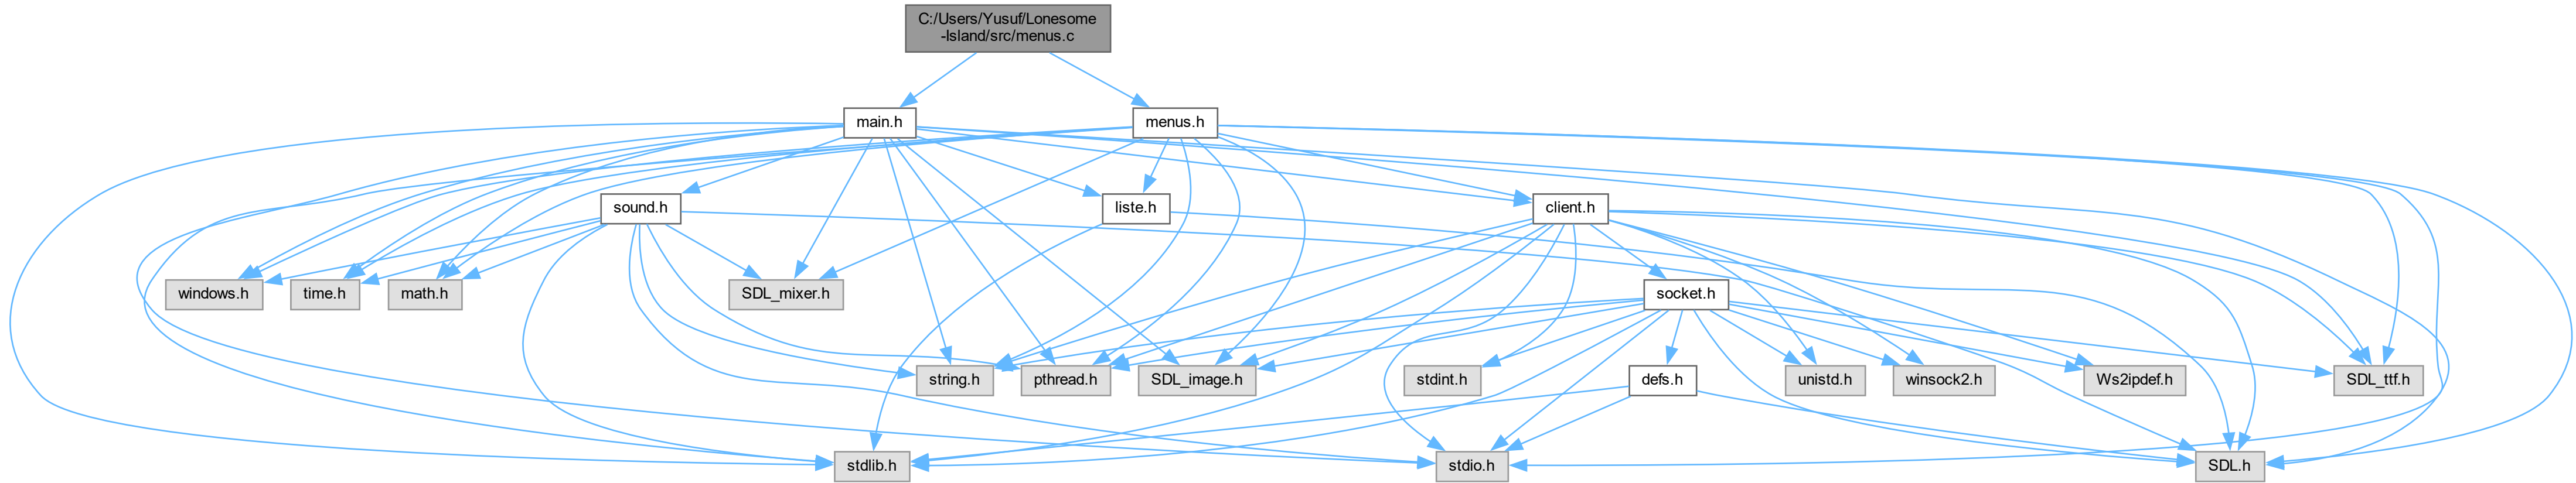 C:/Users/Yusuf/Lonesome
-Island/src/menus.c
main.h
menus.h
sound.h
liste.h
client.h
windows.h
time.h
math.h
SDL_mixer.h
socket.h
string.h
pthread.h
SDL_image.h
stdint.h
defs.h
unistd.h
winsock2.h
Ws2ipdef.h
SDL_ttf.h
stdlib.h
stdio.h
SDL.h